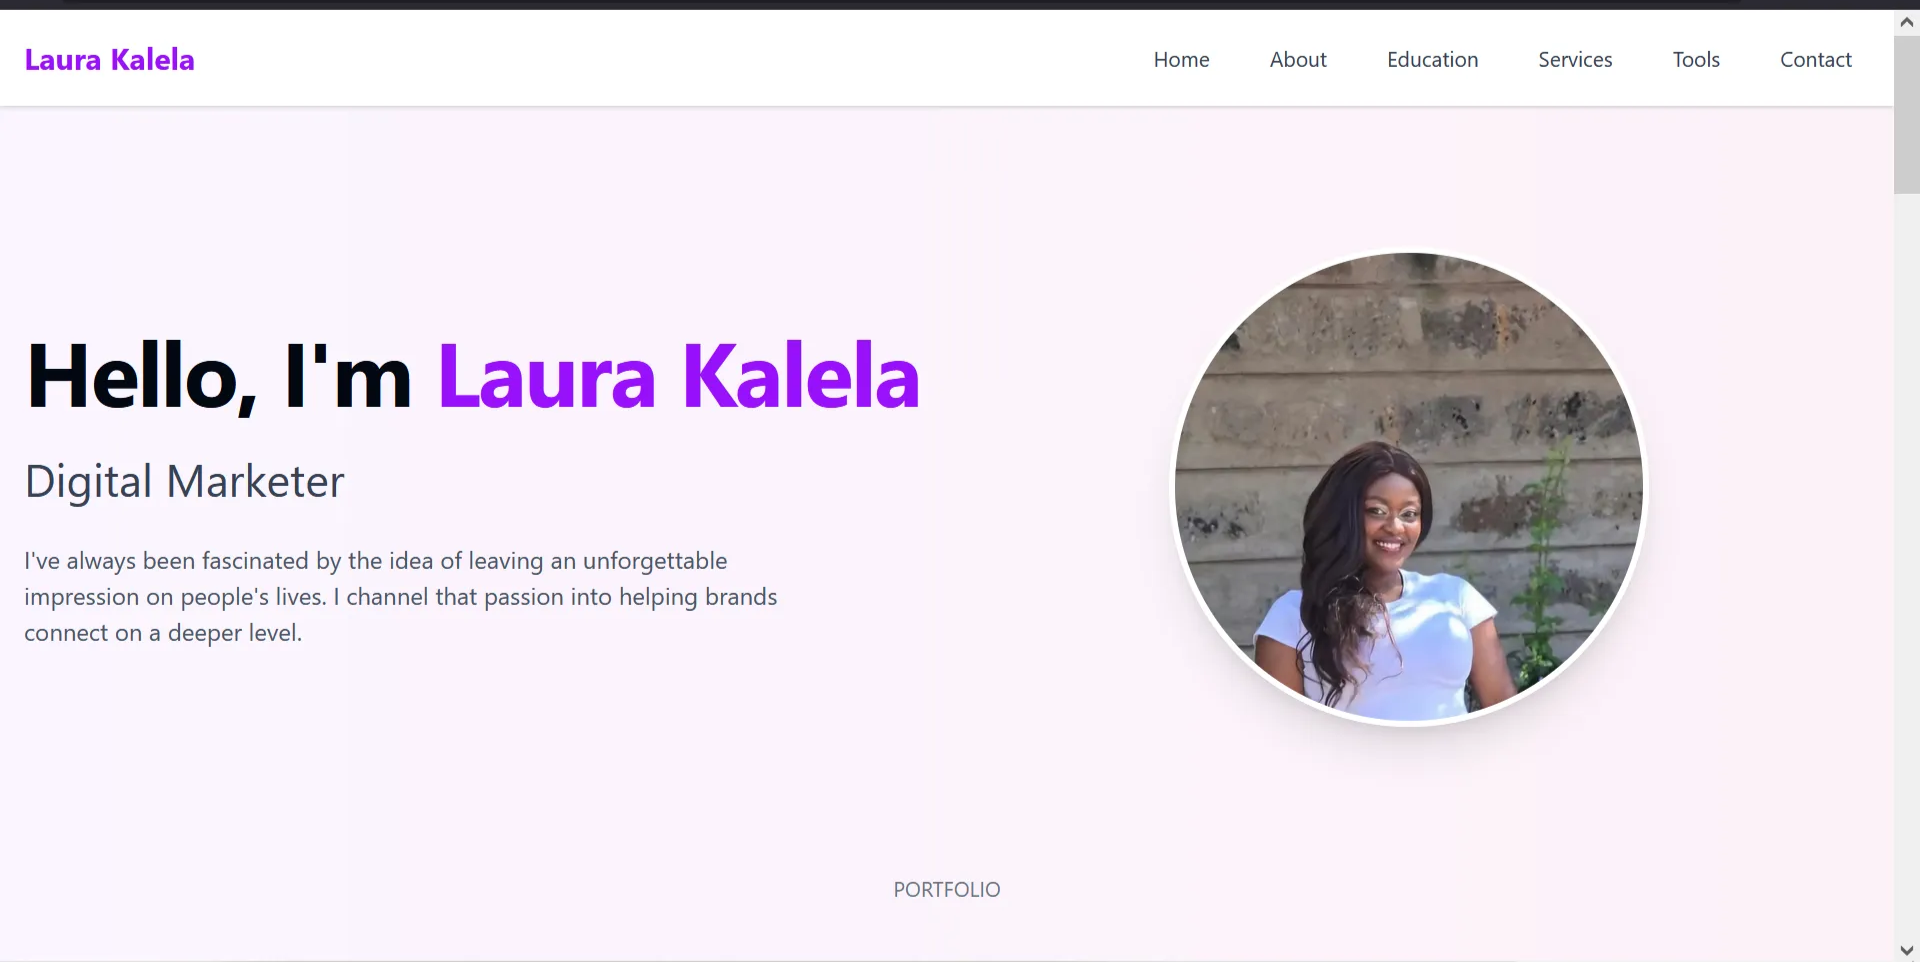 Laura Kalela
Home About Education Services Tools Contact
Hello, I'm Laura Kalela
Digital Marketer
I've always been fascinated by the idea of leaving an unforgettable
impression on people's lives. I channel that passion into helping brands
connect on a deeper level.
PORTFOLIO